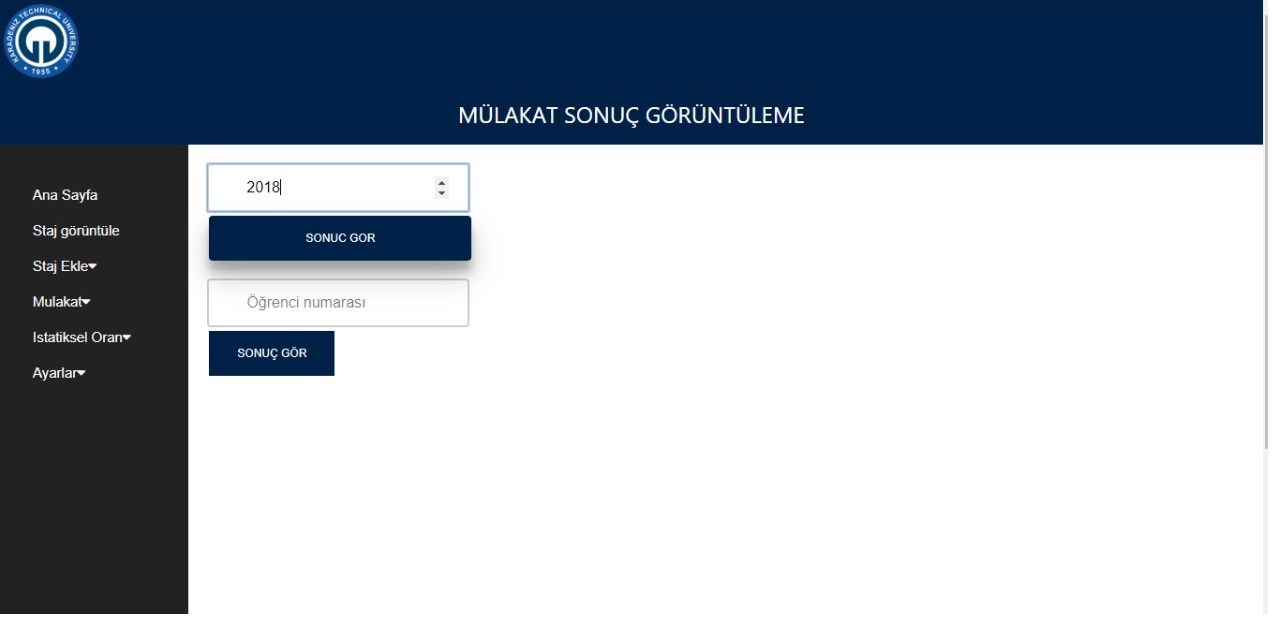 KARADENIZ TECHNICAL UNIVERSITY
1955
MÜLAKAT SONUÇ GÖRÜNTÜLEME
Ana Sayfa
Staj görüntüle
Staj Ekle
Mulakat
Istatiksel Oran
Ayarlar
2018
SONUC GOR
Öğrenci numarası
SONUÇ GÖR